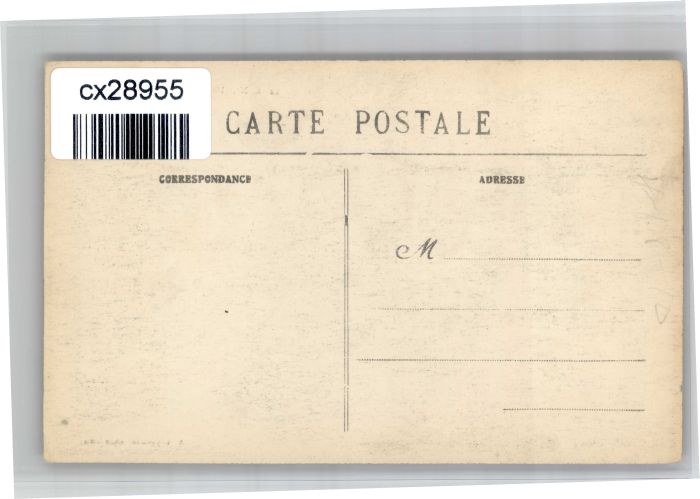 cx28955
CARTE POSTALE
CORRESPONDANCE
ADRESSE
M